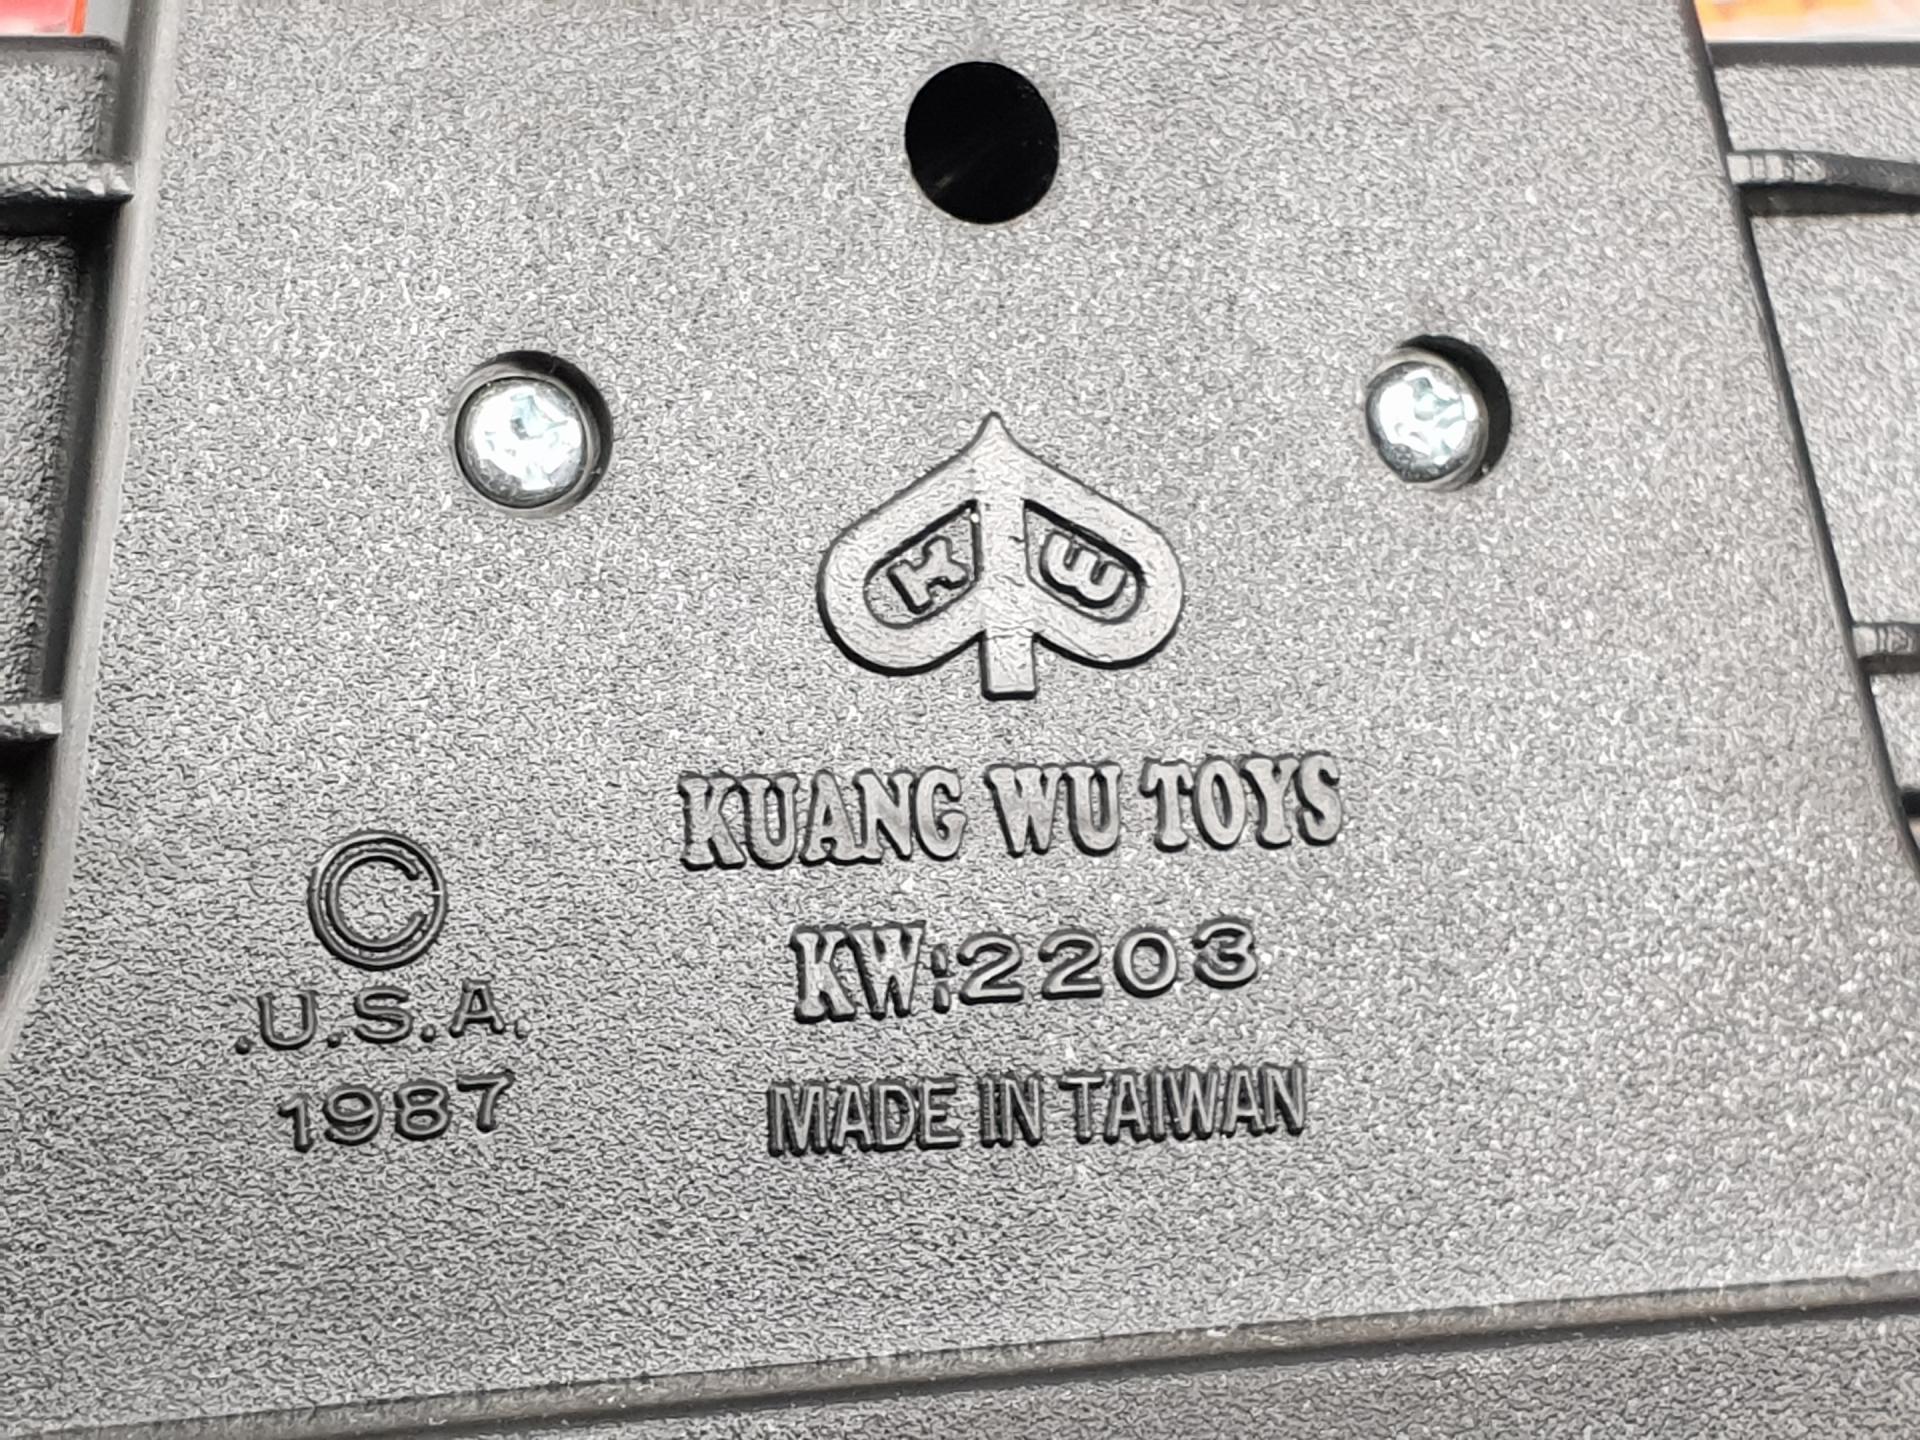 K W
KUANG WU TOYS
KW:2203
MADE IN TAIWAN
©
.U.S.A.
1987